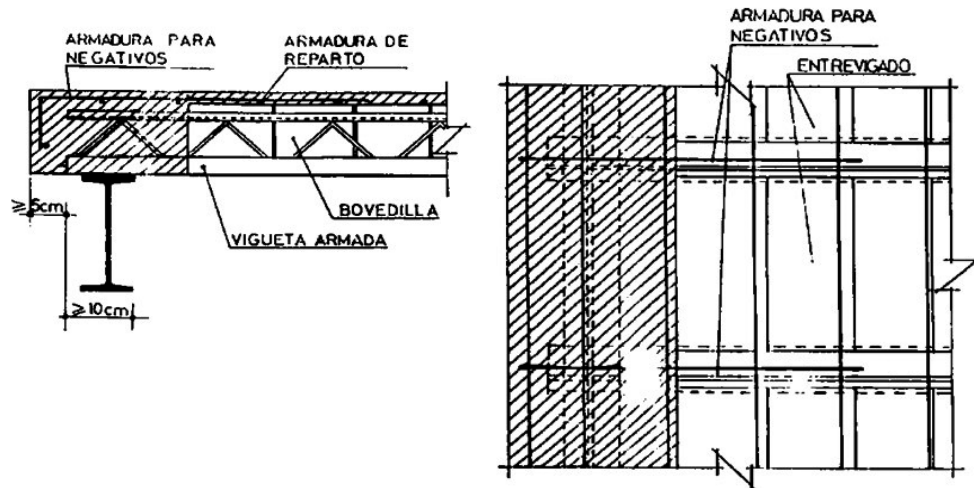 ARMADURA PARA
NEGATIVOS
ARMADURA DE
REPARTO
BOVEDILLA
VIGUETA ARMADA
≥5cm
≥10cm
ARMADURA PARA
NEGATIVOS
ENTREVIGADO